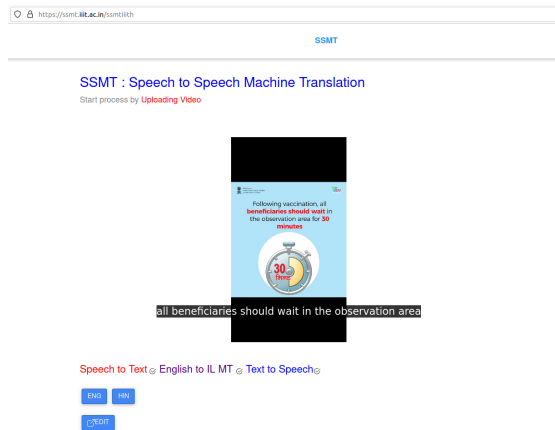 https://ssmt.iiit.ac.in/ssmtiiith
SSMT
SSMT : Speech to Speech Machine Translation
Start process by Uploading Video
Following vaccination, all
beneficiaries should wait in
the observation area for 30
minutes
30
मिनट
all beneficiaries should wait in the observation area
Speech to Text English to IL MT Text to Speech
ENG HIN
EDIT